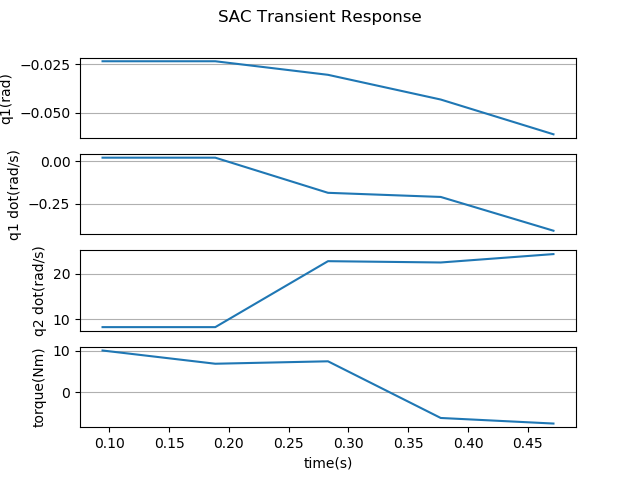 SAC Transient Response
q1(rad)
−0.025
−0.050
q1 dot(rad/s)
0.00
−0.25
q2 dot(rad/s)
20
10
torque(Nm)
10
0
0.10 0.15 0.20 0.25 0.30 0.35 0.40 0.45
time(s)